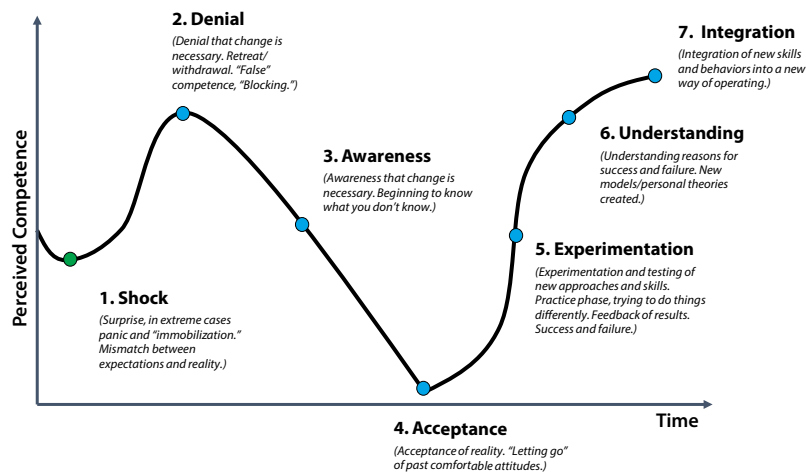 2. Denial
(Denial that change is
necessary. Retreat/
withdrawal. “False”
competence, “Blocking.”)
7. Integration
(Integration of new skills
and behaviors into a new
way of operating.)
3. Awareness
(Awareness that change is
necessary. Beginning to know
what you don’t know.)
6. Understanding
(Understanding reasons for
success and failure. New
models/personal theories
created.)
Perceived Competence
1. Shock
(Surprise, in extreme cases
panic and “immobilization.”
Mismatch between
expectations and reality.)
5. Experimentation
(Experimentation and testing of
new approaches and skills.
Practice phase, trying to do things
differently. Feedback of results.
Success and failure.)
Time
4. Acceptance
(Acceptance of reality. “Letting go”
of past comfortable attitudes.)